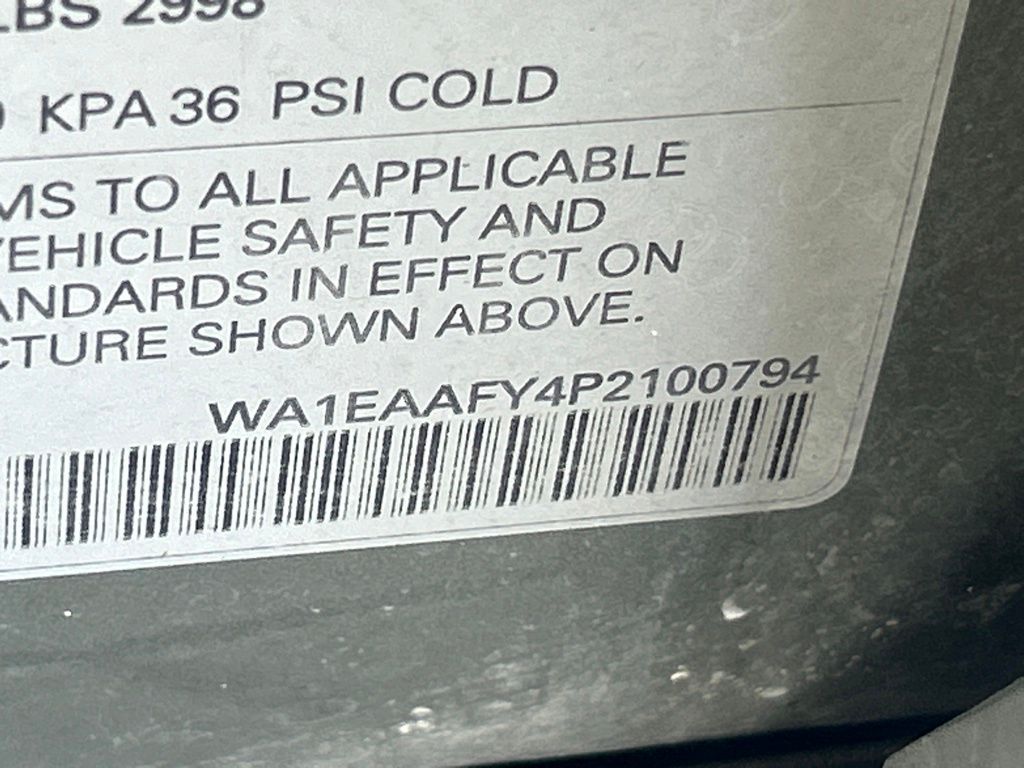 LBS 2998
KPA 36 PSI COLD
MS TO ALL APPLICABLE
VEHICLE SAFETY AND
ANDARDS IN EFFECT ON
CTURE SHOWN ABOVE.
WA1EAAFY4P2100794